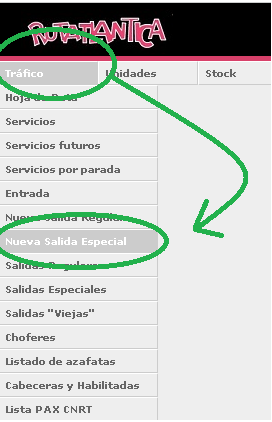 RUTATLANTICA
Tráfico Unidades Stock
Hoja de Ruta
Servicios
Servicios futuros
Servicios por parada
Entrada
Nueva Salida Regular
Nueva Salida Especial
Salidas Regulares
Salidas Especiales
Salidas "Viejas"
Choferes
Listado de azafatas
Cabeceras y Habilitadas
Lista PAX CNRT